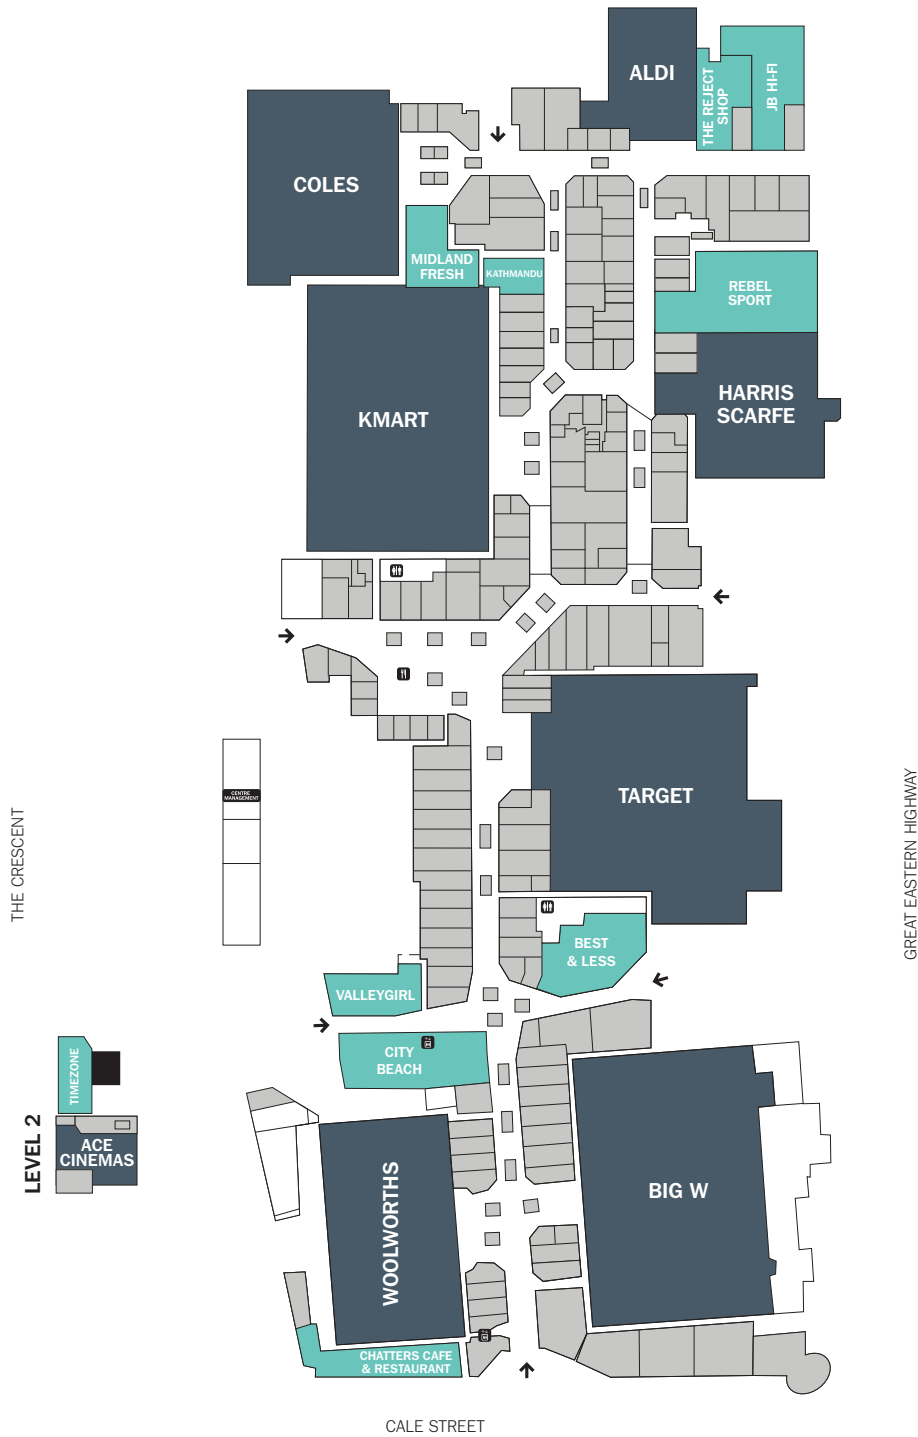 ALDI
THE REJECT
SHOP
JB HI-FI
COLES
MIDLAND
FRESH
KATHMANDU
REBEL
SPORT
HARRIS
SCARFE
KMART
TARGET
CENTRE
MANAGEMENT
THE CRESCENT
GREAT EASTERN HIGHWAY
BEST
& LESS
VALLEYGIRL
CITY
BEACH
TIMEZONE
LEVEL 2
ACE
CINEMAS
WOOLWORTHS
BIG W
CHATTERS CAFE
& RESTAURANT
CALE STREET